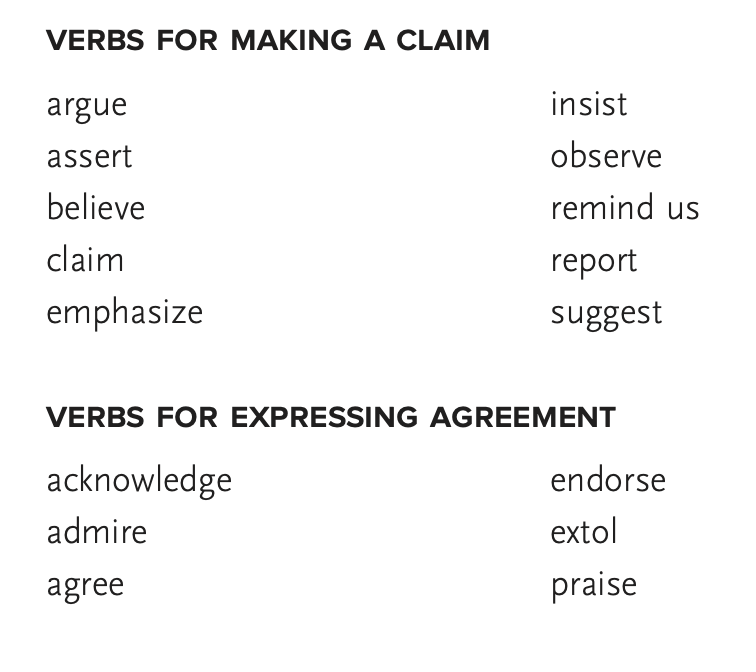 VERBS FOR MAKING A CLAIM
argue insist
assert observe
believe remind us
claim report
emphasize suggest
VERBS FOR EXPRESSING AGREEMENT
acknowledge endorse
admire extol
agree praise